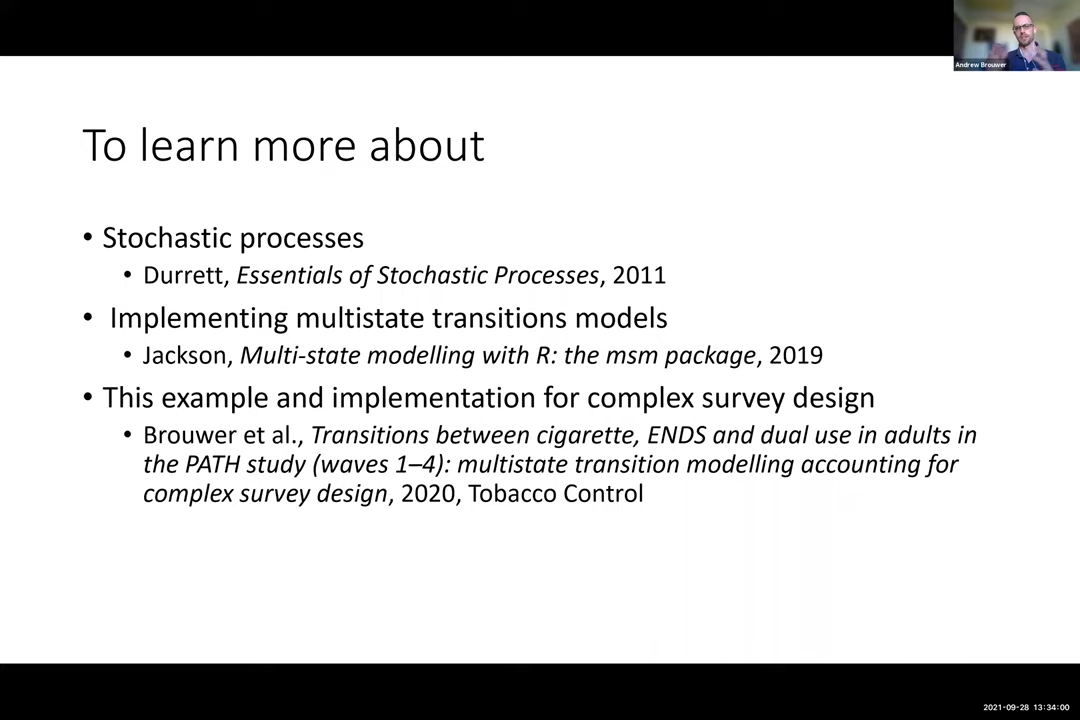 Andrew Brouwer
To learn more about
• Stochastic processes
• Durrett, Essentials of Stochastic Processes, 2011
• Implementing multistate transitions models
• Jackson, Multi-state modelling with R: the msm package, 2019
• This example and implementation for complex survey design
• Brouwer et al., Transitions between cigarette, ENDS and dual use in adults in
the PATH study (waves 1–4): multistate transition modelling accounting for
complex survey design, 2020, Tobacco Control
2021-09-28 13:34:00